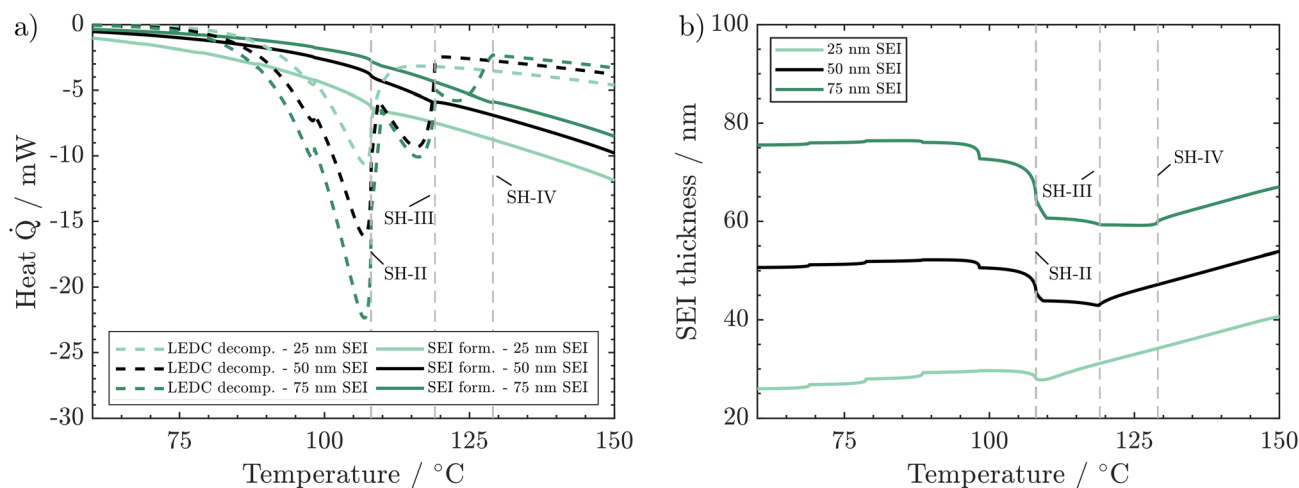 a)
0
-5
-10
-15
-20
-25
-30
Heat Q̇ / mW
SH-III
SH-IV
SH-II
LEDC decomp. - 25 nm SEI
LEDC decomp. - 50 nm SEI
LEDC decomp. - 75 nm SEI
SEI form. - 25 nm SEI
SEI form. - 50 nm SEI
SEI form. - 75 nm SEI
75 100 125 150
Temperature / °C
b)
100
80
60
40
20
SEI thickness / nm
25 nm SEI
50 nm SEI
75 nm SEI
SH-IV
SH-III
SH-II
75 100 125 150
Temperature / °C